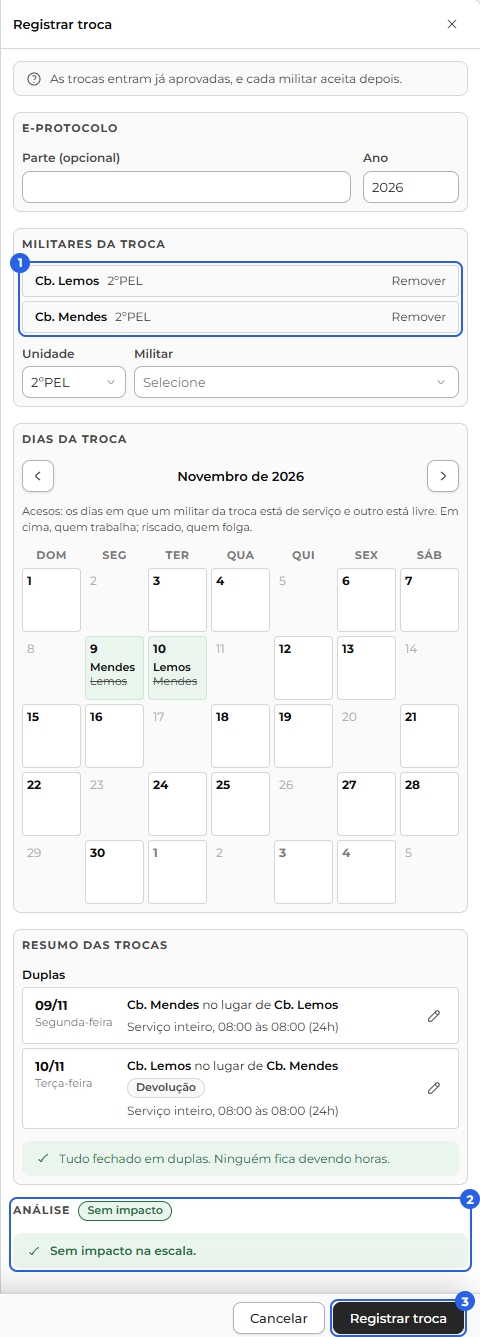 Registrar troca
As trocas entram já aprovadas, e cada militar aceita depois.
E-PROTOCOLO
Parte (opcional) Ano
2026
MILITARES DA TROCA
1
Cb. Lemos 2ºPEL Remover
Cb. Mendes 2ºPEL Remover
Unidade Militar
2ºPEL Selecione
DIAS DA TROCA
Novembro de 2026
Acesos: os dias em que um militar da troca está de serviço e outro está livre. Em
cima, quem trabalha; riscado, quem folga.
DOM SEG TER QUA QUI SEX SÁB
1 2 3 4 5 6 7
8 9 10 11 12 13 14
Mendes Lemos
Lemos Mendes
15 16 17 18 19 20 21
22 23 24 25 26 27 28
29 30 1 2 3 4 5
RESUMO DAS TROCAS
Duplas
09/11 Cb. Mendes no lugar de Cb. Lemos
Segunda-feira Serviço inteiro, 08:00 às 08:00 (24h)
10/11 Cb. Lemos no lugar de Cb. Mendes
Terça-feira Devolução
Serviço inteiro, 08:00 às 08:00 (24h)
Tudo fechado em duplas. Ninguém fica devendo horas.
2
ANÁLISE Sem impacto
Sem impacto na escala.
3
Cancelar Registrar troca